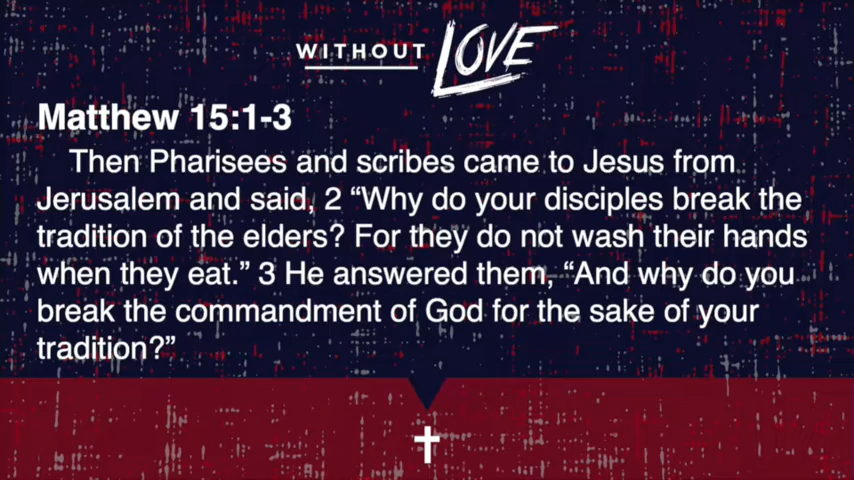 WITHOUT LOVE
Matthew 15:1-3
Then Pharisees and scribes came to Jesus from
Jerusalem and said, 2 “Why do your disciples break the
tradition of the elders? For they do not wash their hands
when they eat.” 3 He answered them, “And why do you
break the commandment of God for the sake of your
tradition?”